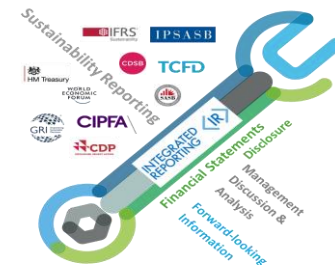 Sustainability Reporting
IFRS
Sustainability
IPSASB
CDSB
TCFD
HM Treasury
WORLD
ECONOMIC
FORUM
SASB
GRI
CIPFA
CDP
INTEGRATED
REPORTING
<IR>
Financial Statements
Disclosure
Management
Discussion &
Analysis
Forward-looking
Information